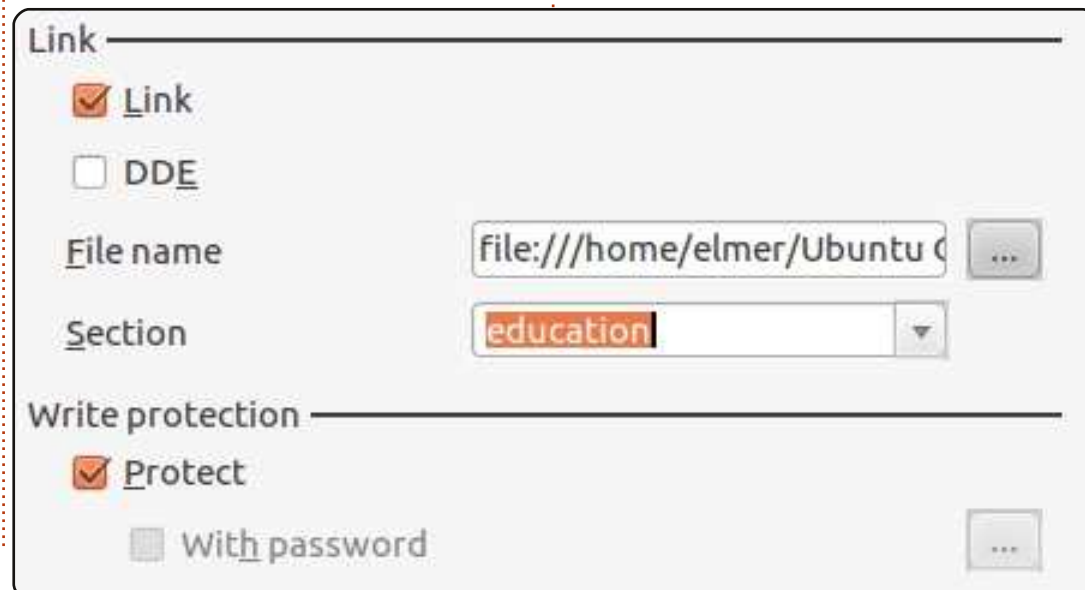 Link
Link
DDE
File name file:///home/elmer/Ubuntu ...
Section education
Write protection
Protect
With password ...